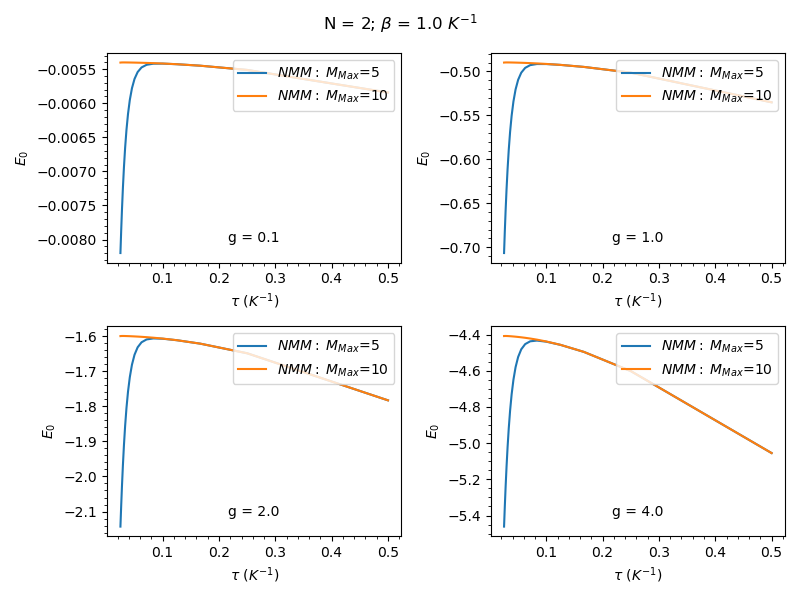 N = 2; β = 1.0 K⁻¹
−0.0055
−0.0060
−0.0065
−0.0070
−0.0075
−0.0080
E₀
NMM : M_Max=5
NMM : M_Max=10
g = 0.1
0.1 0.2 0.3 0.4 0.5
τ (K⁻¹)
−0.50
−0.55
−0.60
−0.65
−0.70
E₀
NMM : M_Max=5
NMM : M_Max=10
g = 1.0
0.1 0.2 0.3 0.4 0.5
τ (K⁻¹)
−1.6
−1.7
−1.8
−1.9
−2.0
−2.1
E₀
NMM : M_Max=5
NMM : M_Max=10
g = 2.0
0.1 0.2 0.3 0.4 0.5
τ (K⁻¹)
−4.4
−4.6
−4.8
−5.0
−5.2
−5.4
E₀
NMM : M_Max=5
NMM : M_Max=10
g = 4.0
0.1 0.2 0.3 0.4 0.5
τ (K⁻¹)